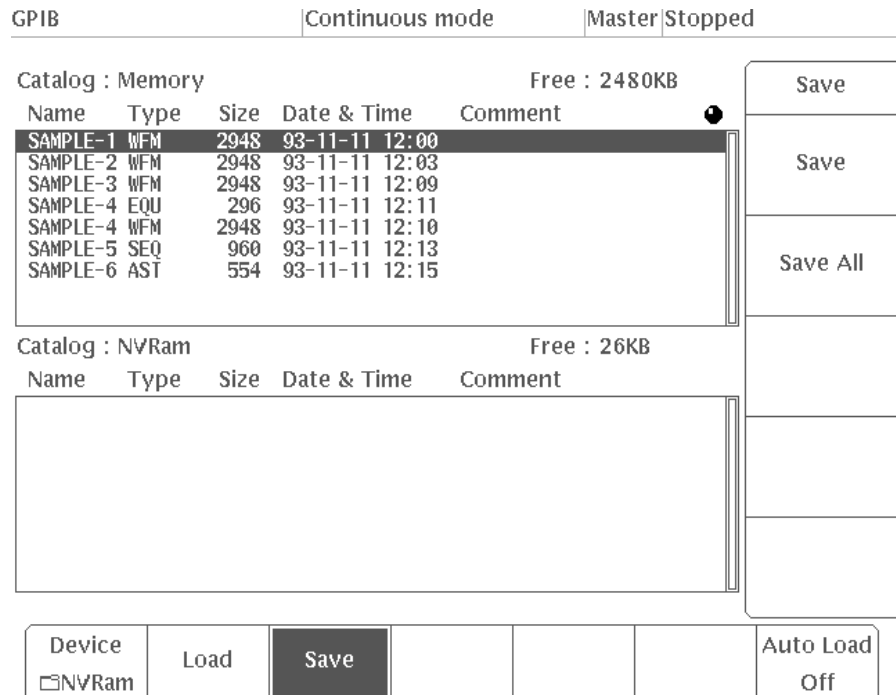 GPIB Continuous mode Master Stopped
Catalog : Memory Free : 2480KB
Name Type Size Date & Time Comment
SAMPLE-1 WFM 2948 93-11-11 12:00
SAMPLE-2 WFM 2948 93-11-11 12:03
SAMPLE-3 WFM 2948 93-11-11 12:09
SAMPLE-4 EQU 296 93-11-11 12:11
SAMPLE-4 WFM 2948 93-11-11 12:10
SAMPLE-5 SEQ 960 93-11-11 12:13
SAMPLE-6 AST 554 93-11-11 12:15
Catalog : NVRam Free : 26KB
Name Type Size Date & Time Comment
Save
Save
Save All
Device
NVRam
Load
Save
Auto Load
Off